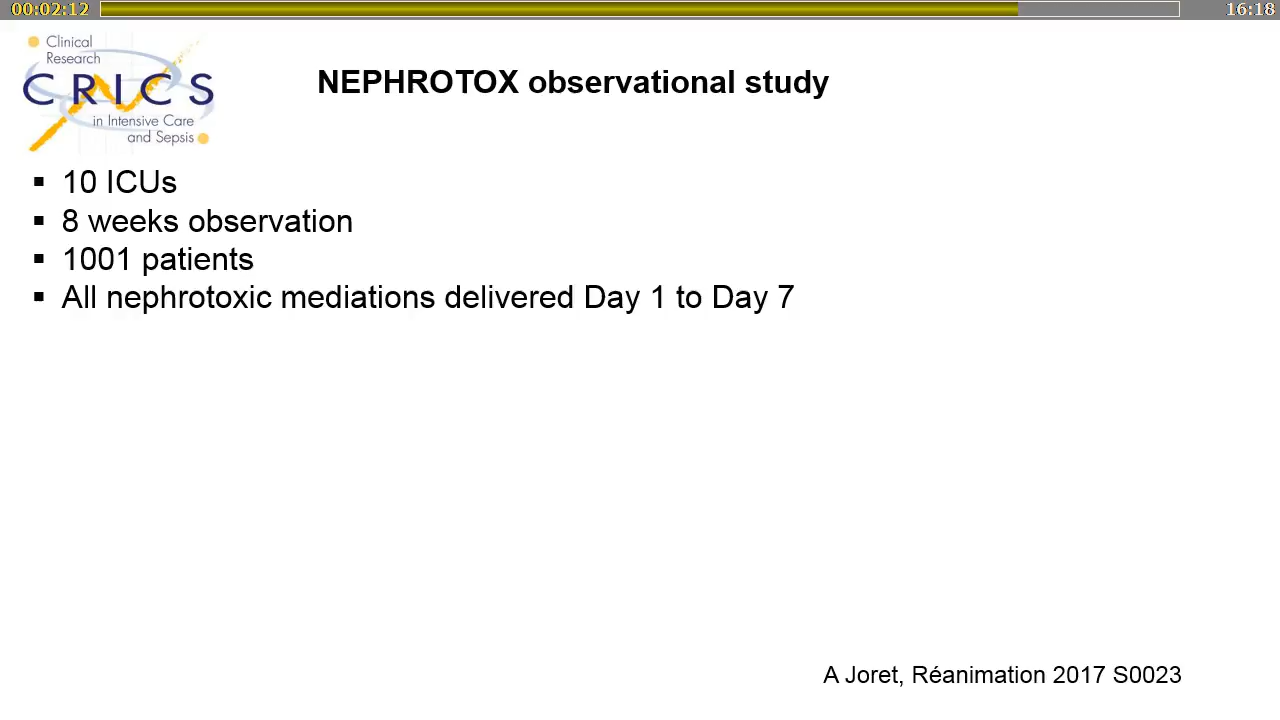 00:02:12
16:18
Clinical
Research
CRICS
in Intensive Care
and Sepsis
NEPHROTOX observational study
▪ 10 ICUs
▪ 8 weeks observation
▪ 1001 patients
▪ All nephrotoxic mediations delivered Day 1 to Day 7
A Joret, Réanimation 2017 S0023